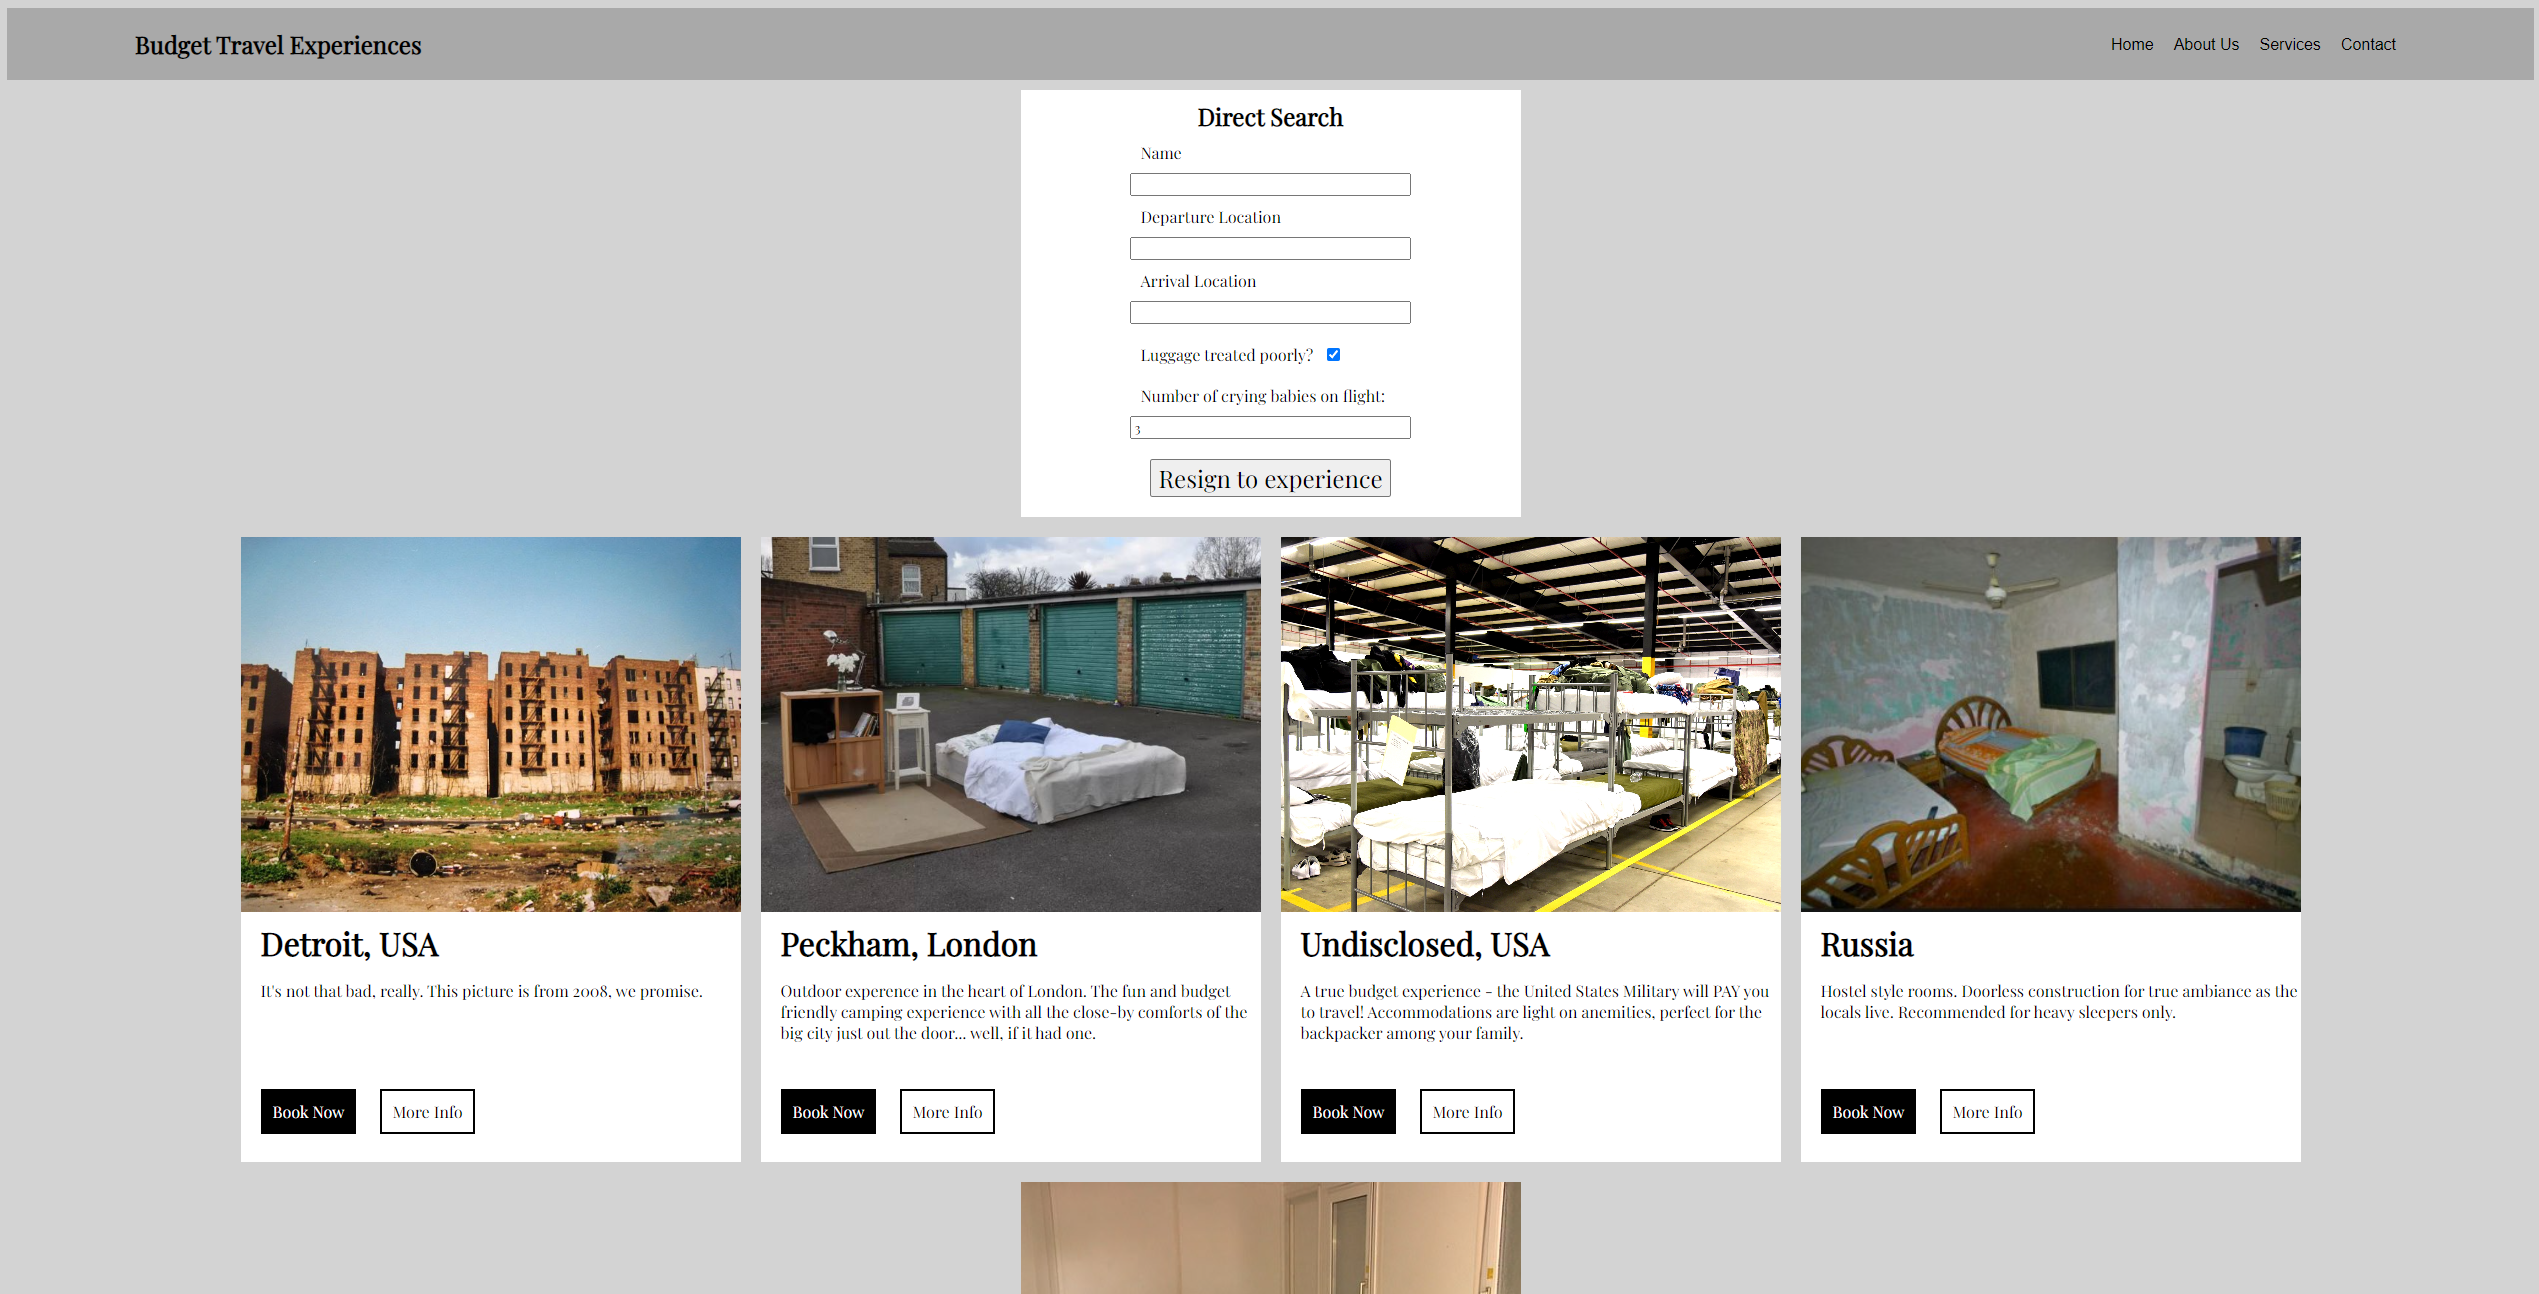 Budget Travel Experiences
Home About Us Services Contact
Direct Search
Name
Departure Location
Arrival Location
Luggage treated poorly?
Number of crying babies on flight:
3
Resign to experience
Detroit, USA
It's not that bad, really. This picture is from 2008, we promise.
Book Now More Info
Peckham, London
Outdoor experence in the heart of London. The fun and budget
friendly camping experience with all the close-by comforts of the
big city just out the door... well, if it had one.
Book Now More Info
Undisclosed, USA
A true budget experience - the United States Military will PAY you
to travel! Accommodations are light on anemities, perfect for the
backpacker among your family.
Book Now More Info
Russia
Hostel style rooms. Doorless construction for true ambiance as the
locals live. Recommended for heavy sleepers only.
Book Now More Info